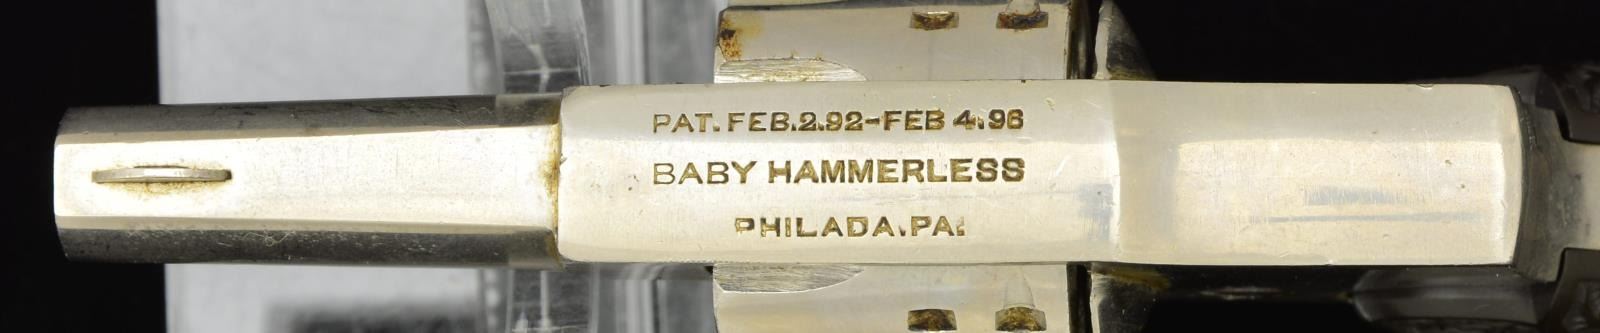 PAT. FEB. 2. 92-FEB 4. 96
BABY HAMMERLESS
PHILADA. PA.